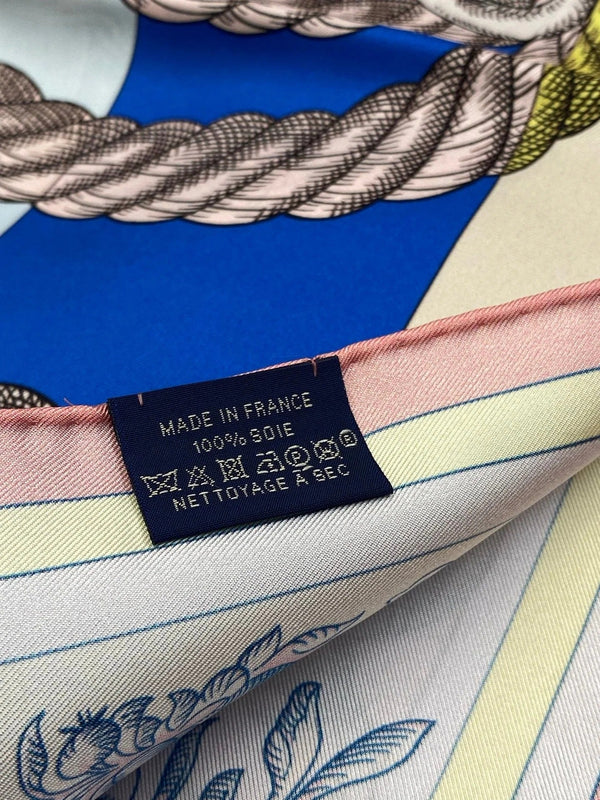 MADE IN FRANCE
100% SOIE
P R
NETTOYAGE À SEC